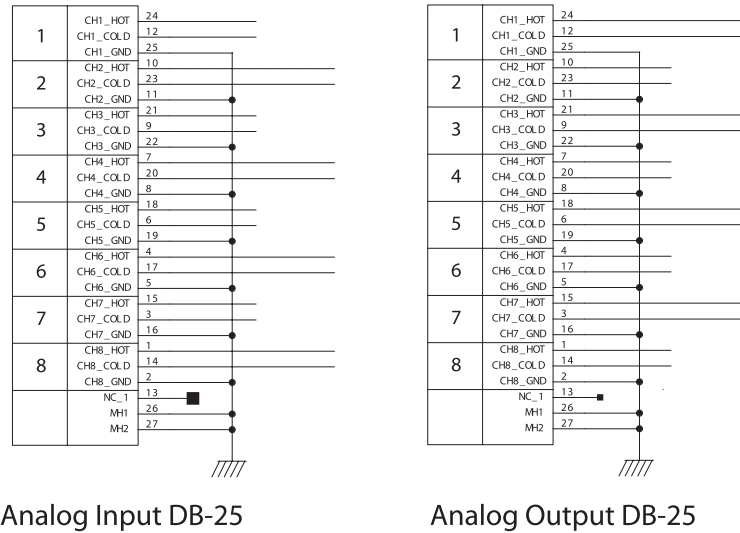 CH1_HOT 24
1 CH1_COLD 12
CH1_GND 25
CH2_HOT 10
2 CH2_COLD 23
CH2_GND 11
CH3_HOT 21
3 CH3_COLD 9
CH3_GND 22
CH4_HOT 7
4 CH4_COLD 20
CH4_GND 8
CH5_HOT 18
5 CH5_COLD 6
CH5_GND 19
CH6_HOT 4
6 CH6_COLD 17
CH6_GND 5
CH7_HOT 15
7 CH7_COLD 3
CH7_GND 16
CH8_HOT 1
8 CH8_COLD 14
CH8_GND 2
NC_1 13
MH1 26
MH2 27
Analog Input DB-25
CH1_HOT 24
1 CH1_COLD 12
CH1_GND 25
CH2_HOT 10
2 CH2_COLD 23
CH2_GND 11
CH3_HOT 21
3 CH3_COLD 9
CH3_GND 22
CH4_HOT 7
4 CH4_COLD 20
CH4_GND 8
CH5_HOT 18
5 CH5_COLD 6
CH5_GND 19
CH6_HOT 4
6 CH6_COLD 17
CH6_GND 5
CH7_HOT 15
7 CH7_COLD 3
CH7_GND 16
CH8_HOT 1
8 CH8_COLD 14
CH8_GND 2
NC_1 13
MH1 26
MH2 27
Analog Output DB-25